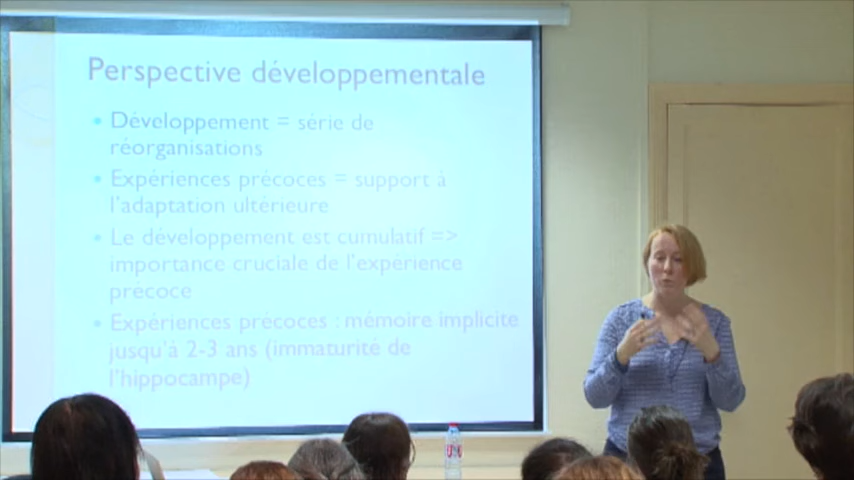 Perspective développementale
• Développement = série de
réorganisations
• Expériences précoces = support à
l'adaptation ultérieure
• Le développement est cumulatif =>
importance cruciale de l'expérience
précoce
• Expériences précoces : mémoire implicite
jusqu'à 2-3 ans (immaturité de
l'hippocampe)